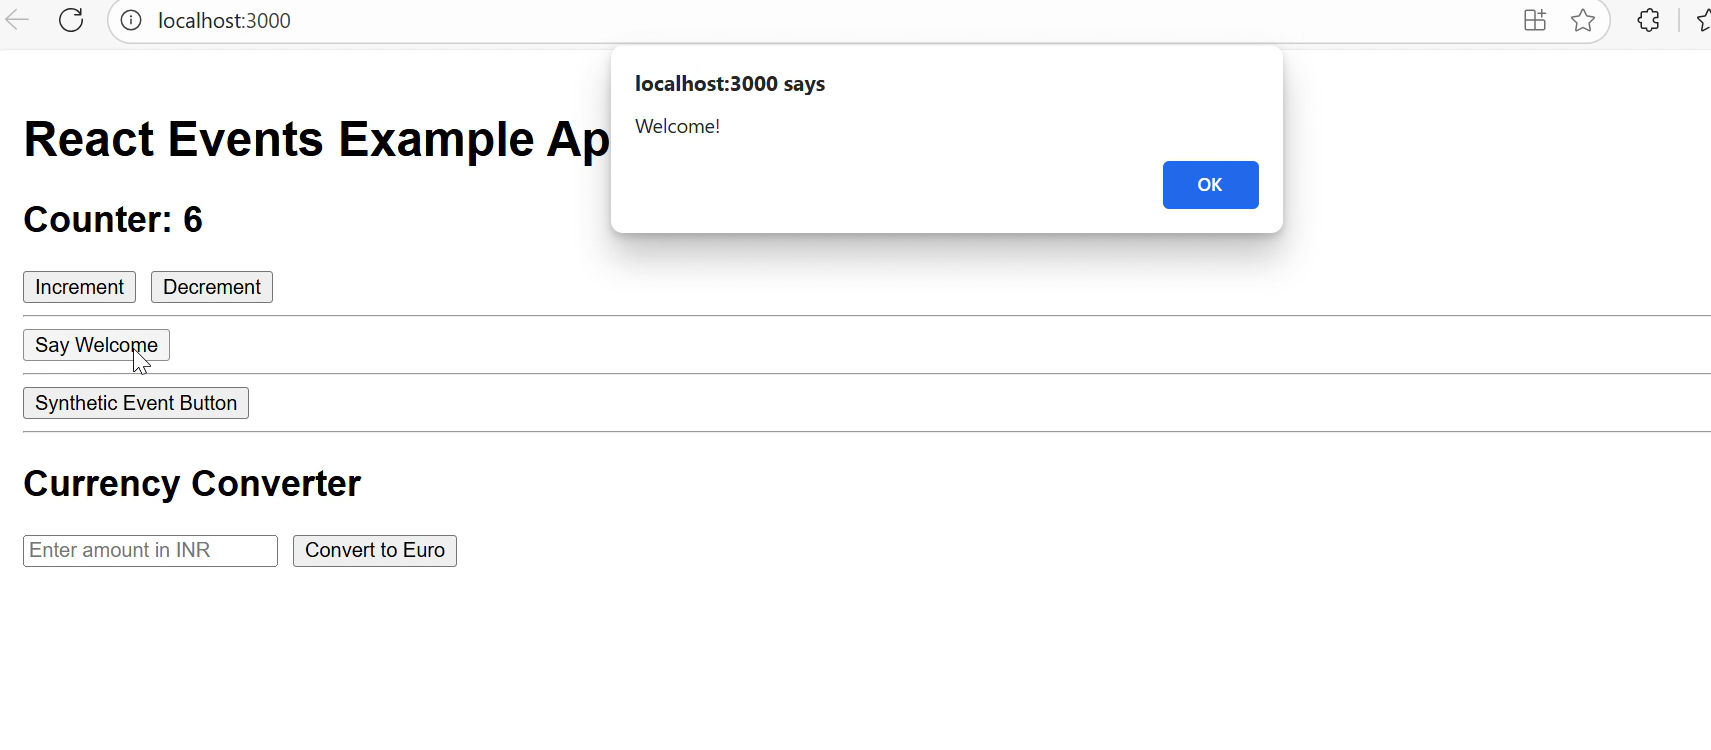 localhost:3000
localhost:3000 says
Welcome!
OK
React Events Example Ap
Counter: 6
Increment Decrement
Say Welcome
Synthetic Event Button
Currency Converter
Enter amount in INR Convert to Euro